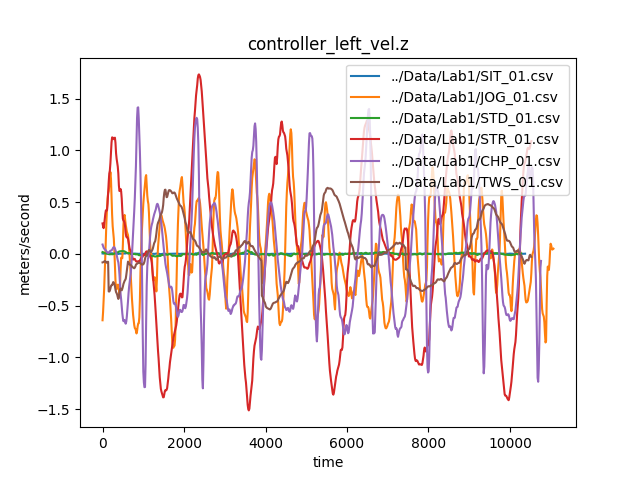 controller_left_vel.z
../Data/Lab1/SIT_01.csv
../Data/Lab1/JOG_01.csv
../Data/Lab1/STD_01.csv
../Data/Lab1/STR_01.csv
../Data/Lab1/CHP_01.csv
../Data/Lab1/TWS_01.csv
meters/second
1.5
1.0
0.5
0.0
−0.5
−1.0
−1.5
0 2000 4000 6000 8000 10000
time